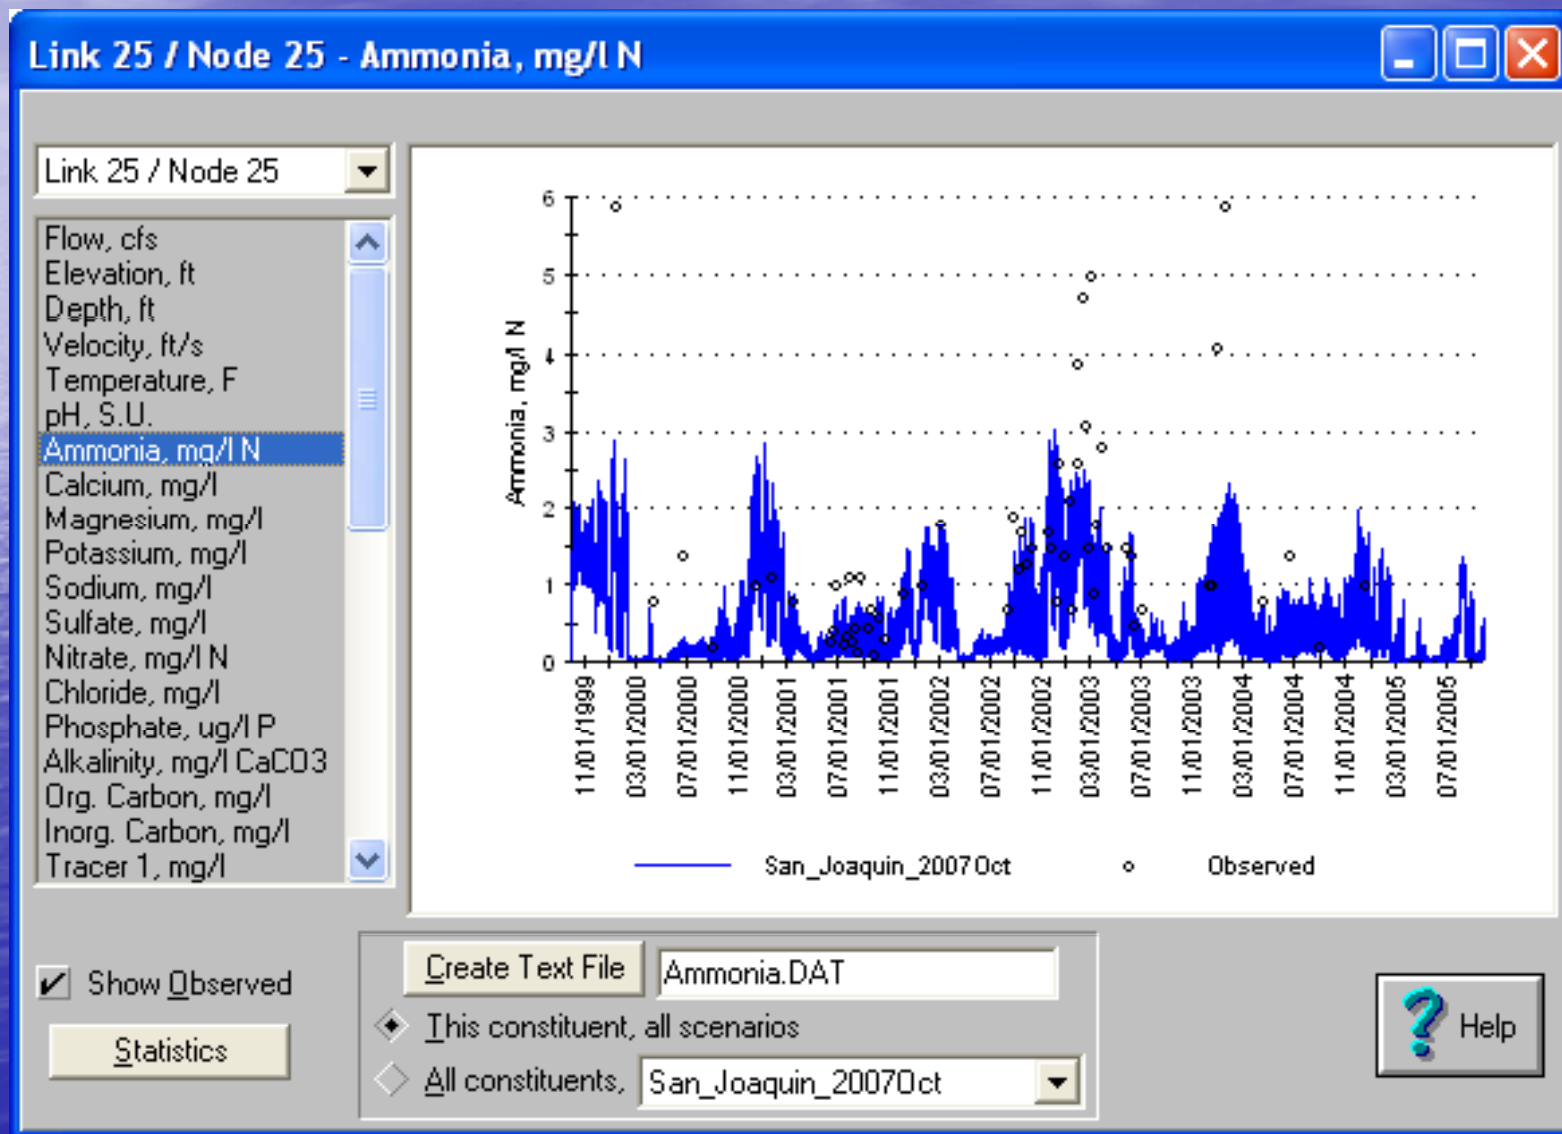 Link 25 / Node 25 - Ammonia, mg/l N
Link 25 / Node 25
Flow, cfs
Elevation, ft
Depth, ft
Velocity, ft/s
Temperature, F
pH, S.U.
Ammonia, mg/l N
Calcium, mg/l
Magnesium, mg/l
Potassium, mg/l
Sodium, mg/l
Sulfate, mg/l
Nitrate, mg/l N
Chloride, mg/l
Phosphate, ug/l P
Alkalinity, mg/l CaCO3
Org. Carbon, mg/l
Inorg. Carbon, mg/l
Tracer 1, mg/l
Ammonia, mg/l N
6
5
4
3
2
1
0
11/01/1999
03/01/2000
07/01/2000
11/01/2000
03/01/2001
07/01/2001
11/01/2001
03/01/2002
07/01/2002
11/01/2002
03/01/2003
07/01/2003
11/01/2003
03/01/2004
07/01/2004
11/01/2004
03/01/2005
07/01/2005
San_Joaquin_2007Oct
Observed
Show Observed
Statistics
Create Text File
Ammonia.DAT
This constituent, all scenarios
All constituents,
San_Joaquin_2007Oct
Help